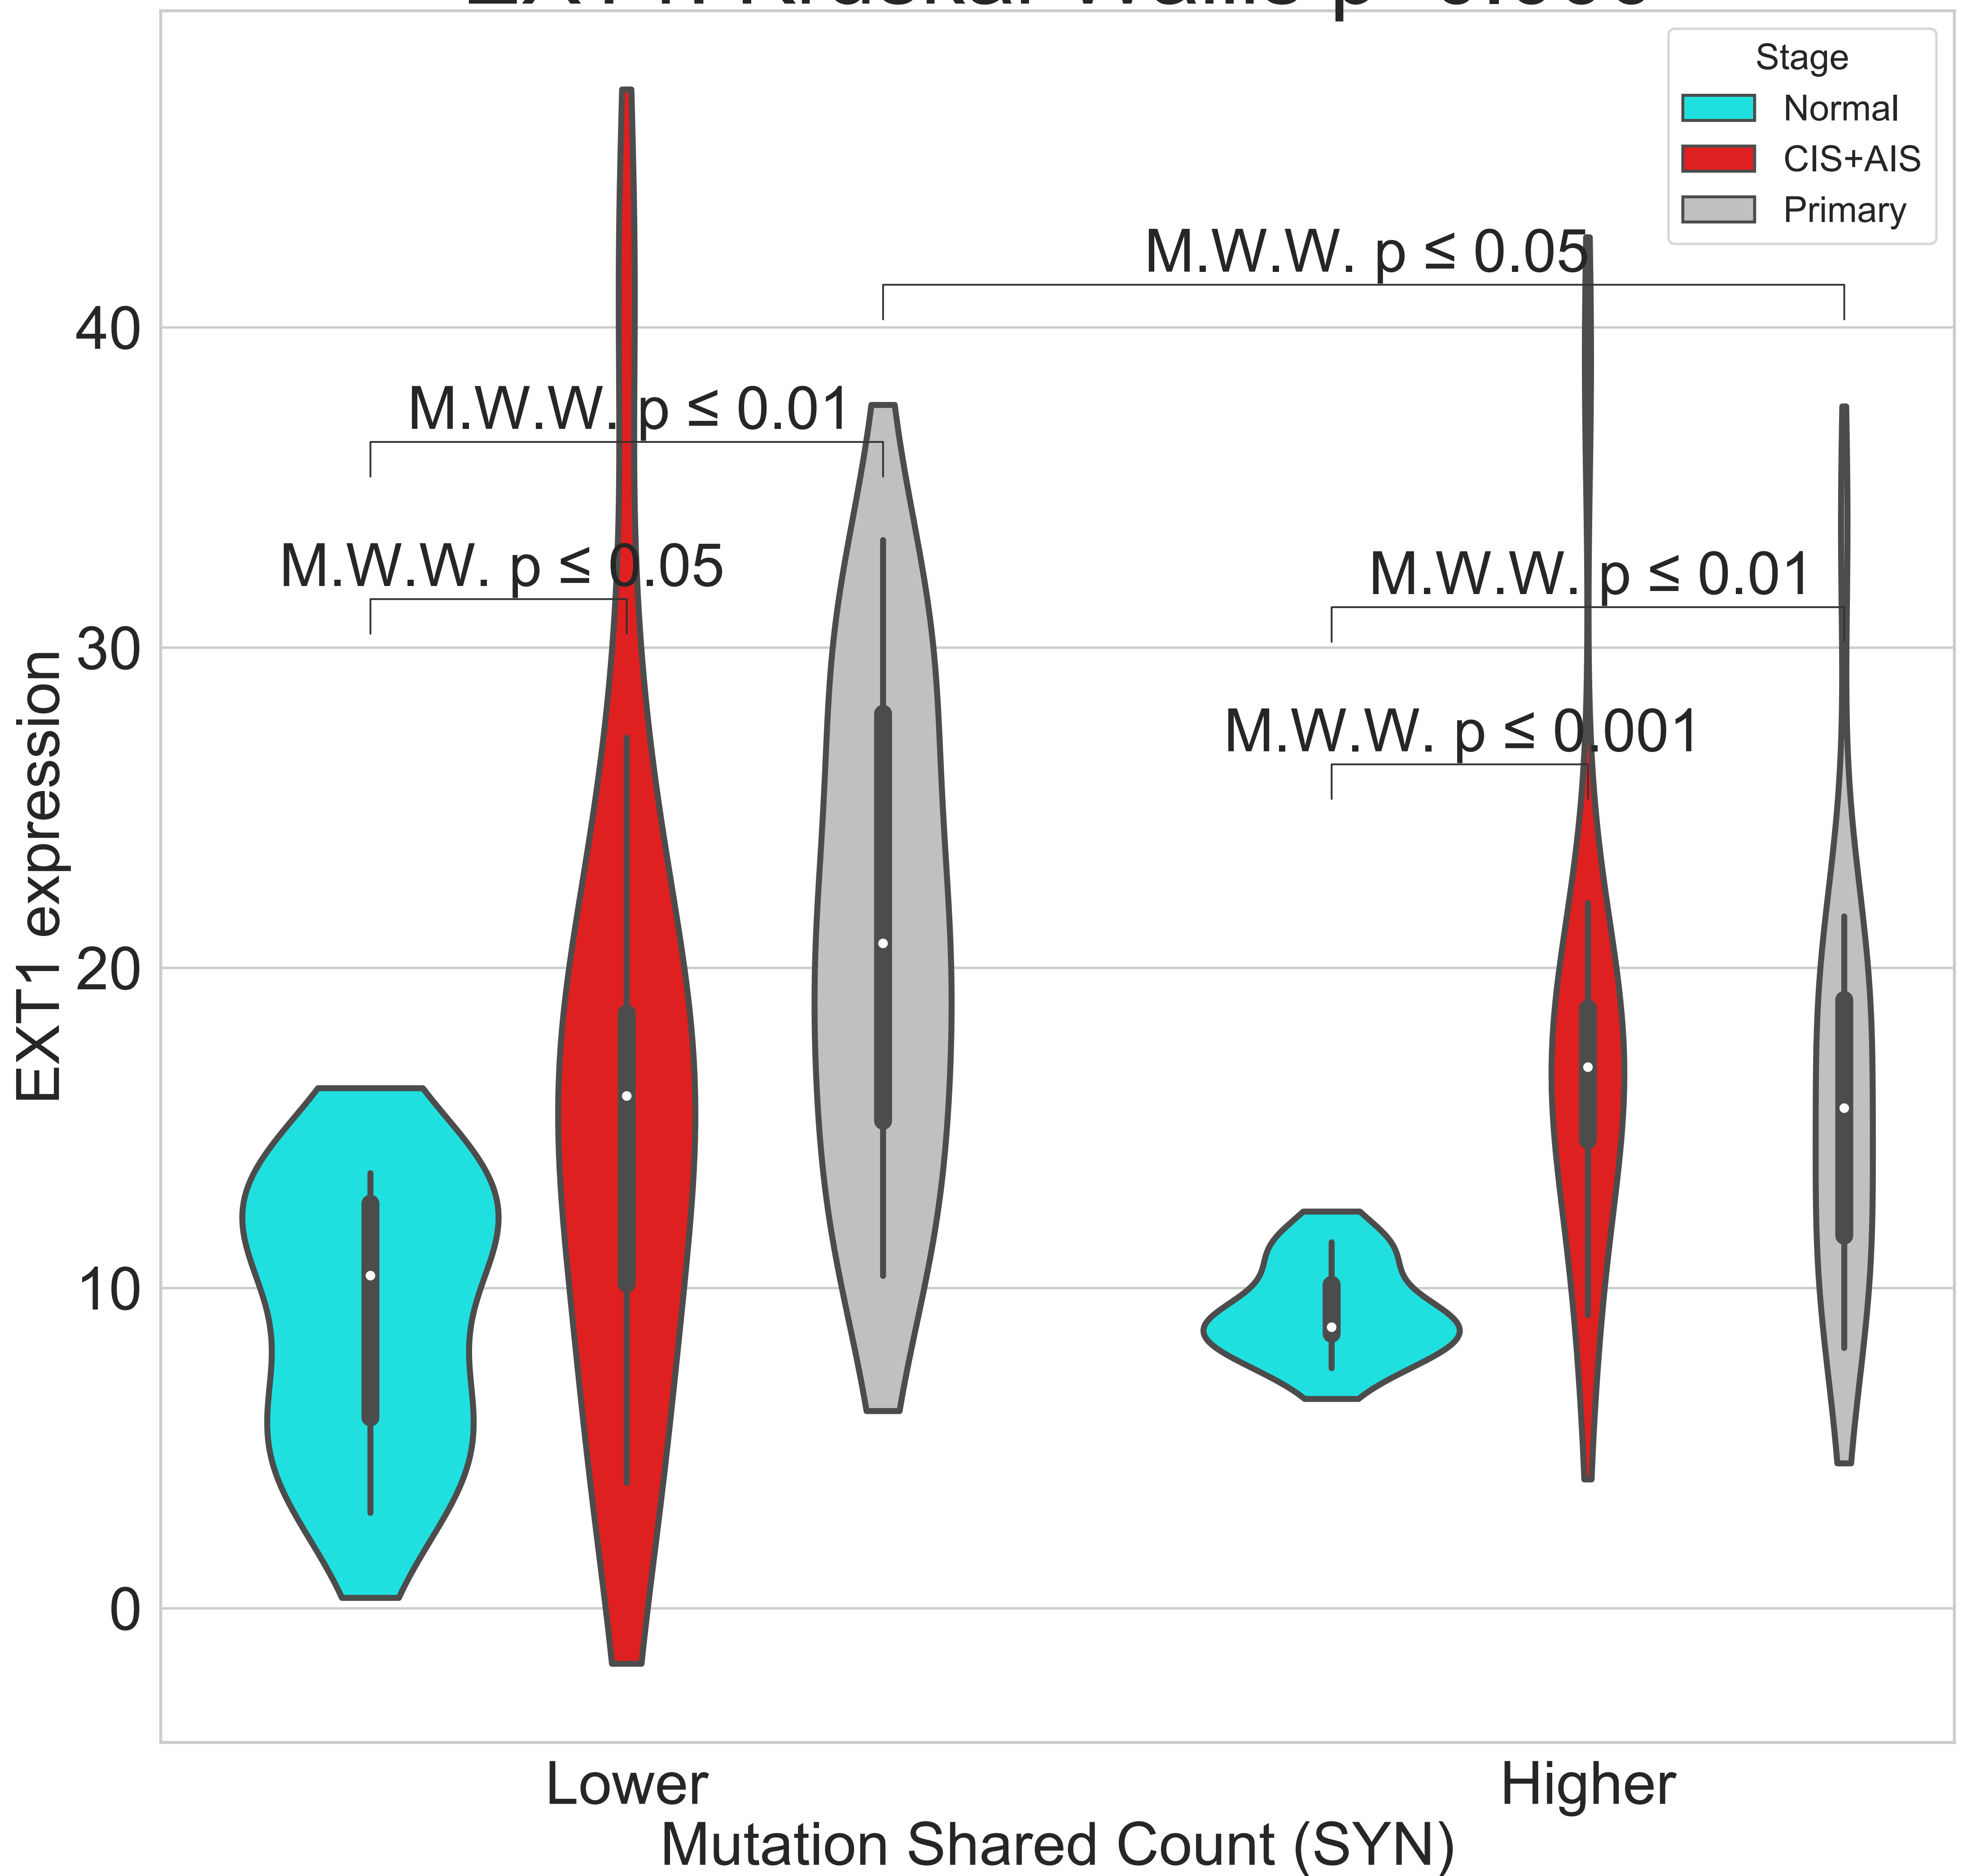 Stage
Normal
CIS+AIS
Primary
M.W.W. p ≤ 0.05
M.W.W. p ≤ 0.01
M.W.W. p ≤ 0.05
M.W.W. p ≤ 0.01
M.W.W. p ≤ 0.001
40
30
20
10
0
EXT1 expression
Lower
Higher
Mutation Shared Count (SYN)